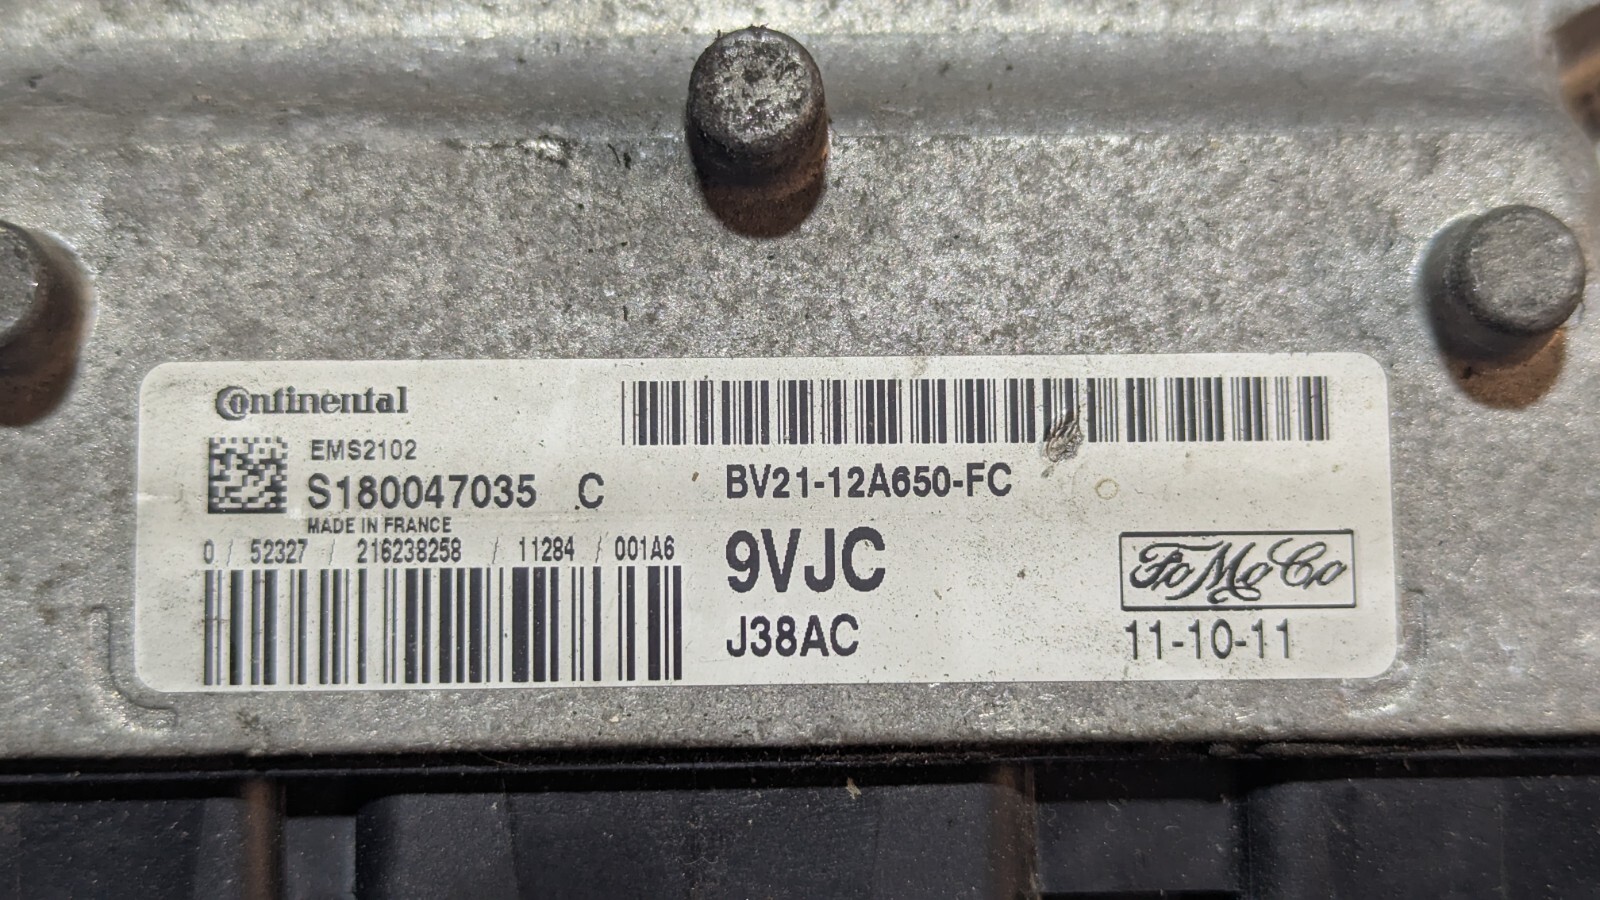 Continental
EMS2102
S180047035 C
MADE IN FRANCE
0 / 52327 / 216238258 / 11284 / 001A6
BV21-12A650-FC
9VJC
J38AC
FoMoCo
11-10-11